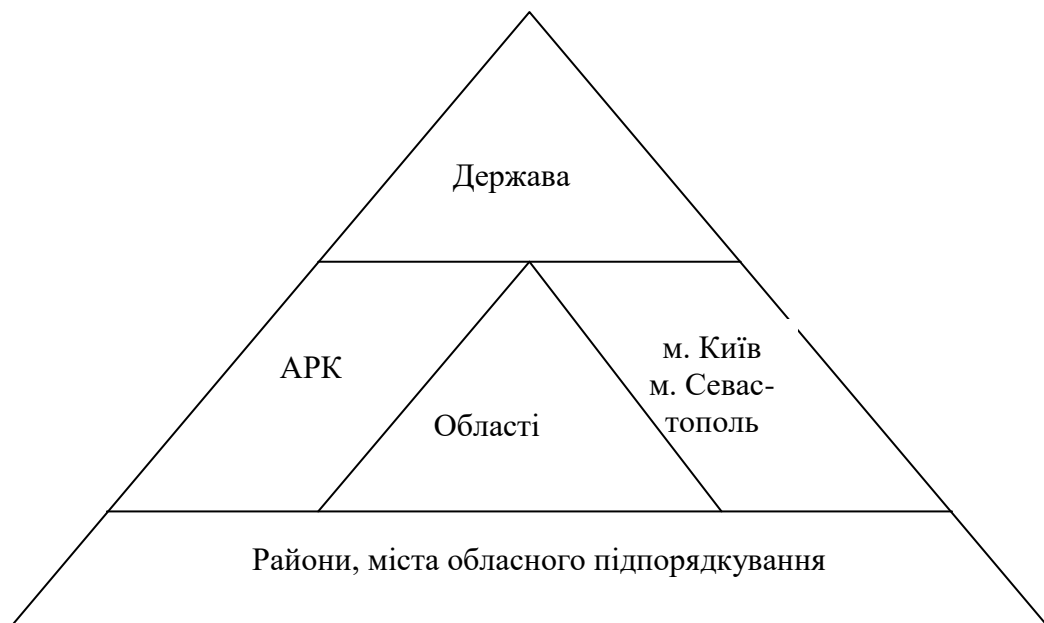 Держава
АРК
Області
м. Київ
м. Севас-
тополь
Райони, міста обласного підпорядкування